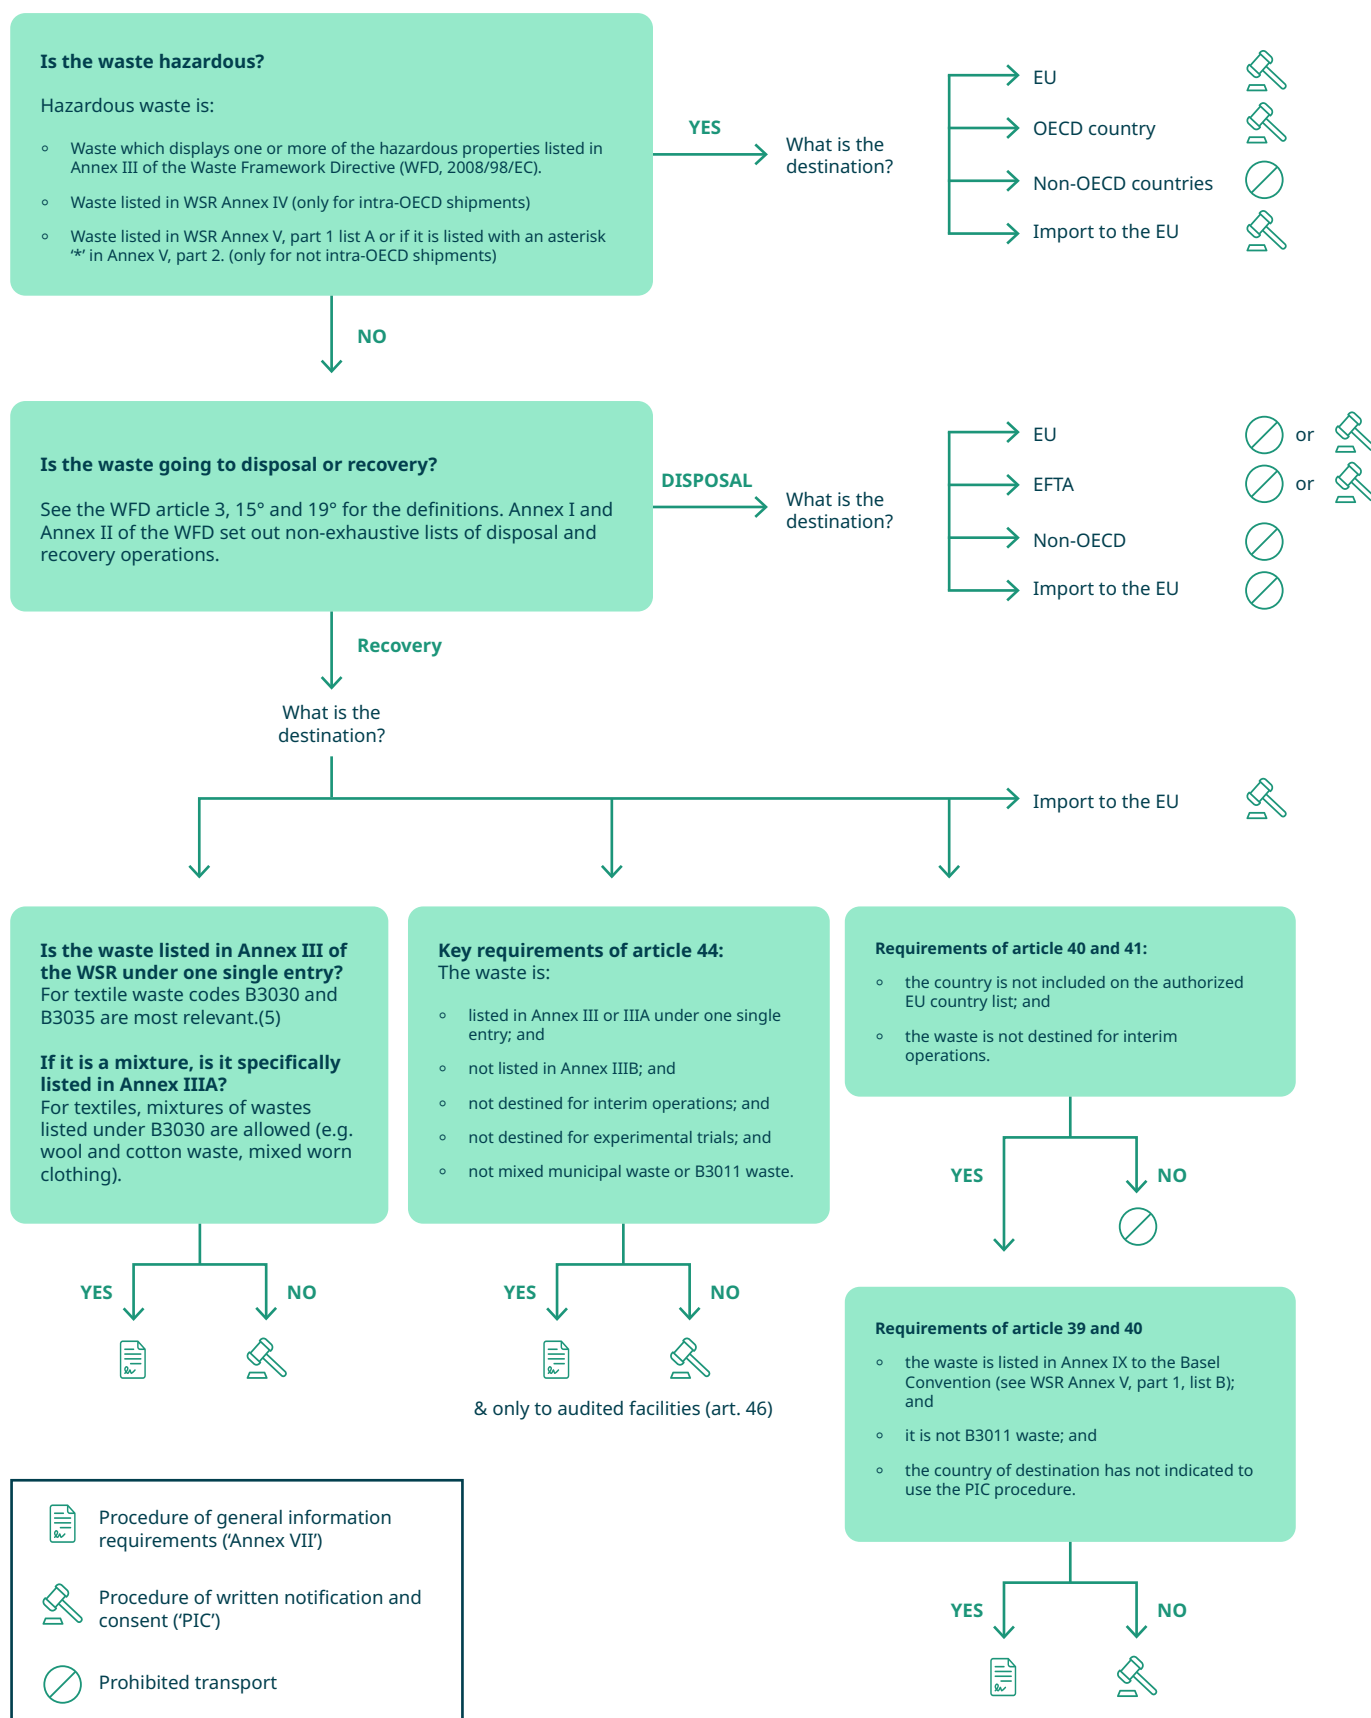 Is the waste hazardous?
Hazardous waste is:
Waste which displays one or more of the hazardous properties listed in
Annex III of the Waste Framework Directive (WFD, 2008/98/EC).
Waste listed in WSR Annex IV (only for intra-OECD shipments)
Waste listed in WSR Annex V, part 1 list A or if it is listed with an asterisk
‘*’ in Annex V, part 2. (only for not intra-OECD shipments)
YES
What is the
destination?
EU
OECD country
Non-OECD countries
Import to the EU
NO
Is the waste going to disposal or recovery?
See the WFD article 3, 15° and 19° for the definitions. Annex I and
Annex II of the WFD set out non-exhaustive lists of disposal and
recovery operations.
DISPOSAL
What is the
destination?
EU
or
EFTA
or
Non-OECD
Import to the EU
Recovery
What is the
destination?
Import to the EU
Is the waste listed in Annex III of
the WSR under one single entry?
For textile waste codes B3030 and
B3035 are most relevant.(5)
If it is a mixture, is it specifically
listed in Annex IIIA?
For textiles, mixtures of wastes
listed under B3030 are allowed (e.g.
wool and cotton waste, mixed worn
clothing).
YES
NO
Key requirements of article 44:
The waste is:
listed in Annex III or IIIA under one single
entry; and
not listed in Annex IIIB; and
not destined for interim operations; and
not destined for experimental trials; and
not mixed municipal waste or B3011 waste.
YES
NO
& only to audited facilities (art. 46)
Requirements of article 40 and 41:
the country is not included on the authorized
EU country list; and
the waste is not destined for interim
operations.
YES
NO
Requirements of article 39 and 40
the waste is listed in Annex IX to the Basel
Convention (see WSR Annex V, part 1, list B);
and
it is not B3011 waste; and
the country of destination has not indicated to
use the PIC procedure.
YES
NO
Procedure of general information
requirements (‘Annex VII’)
Procedure of written notification and
consent (‘PIC’)
Prohibited transport